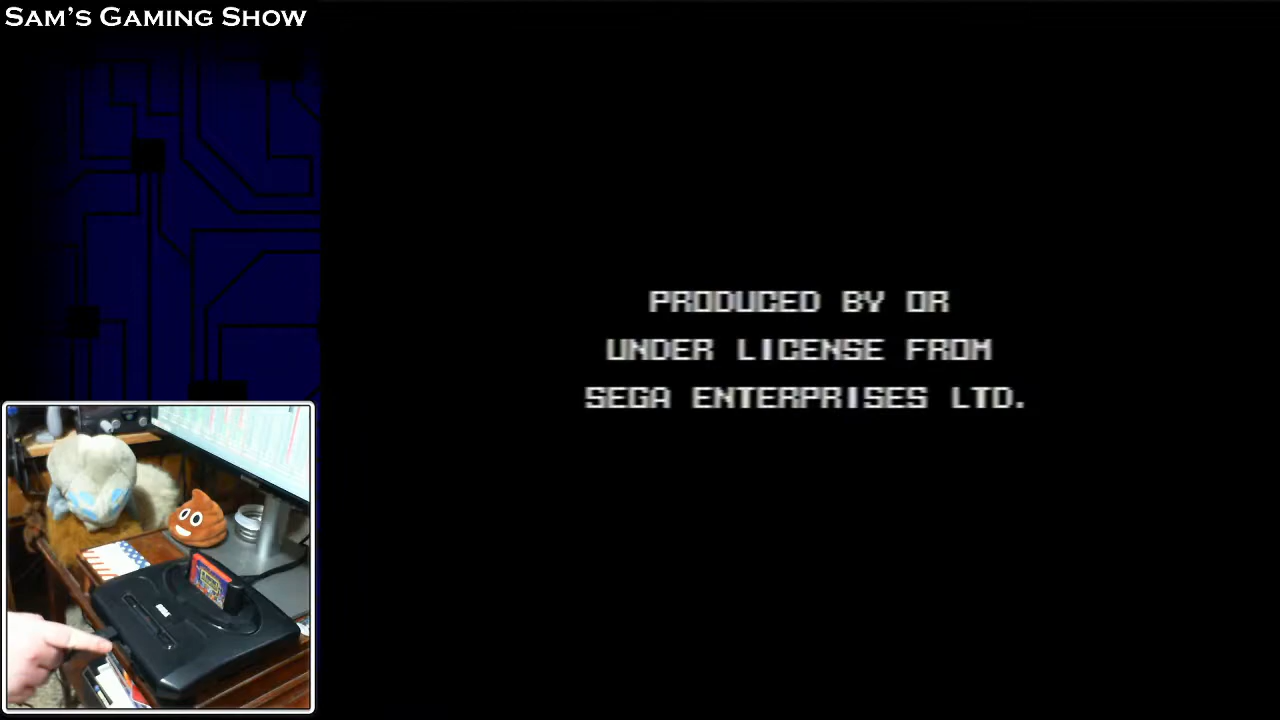 Sam's Gaming Show
PRODUCED BY OR
UNDER LICENSE FROM
SEGA ENTERPRISES LTD.